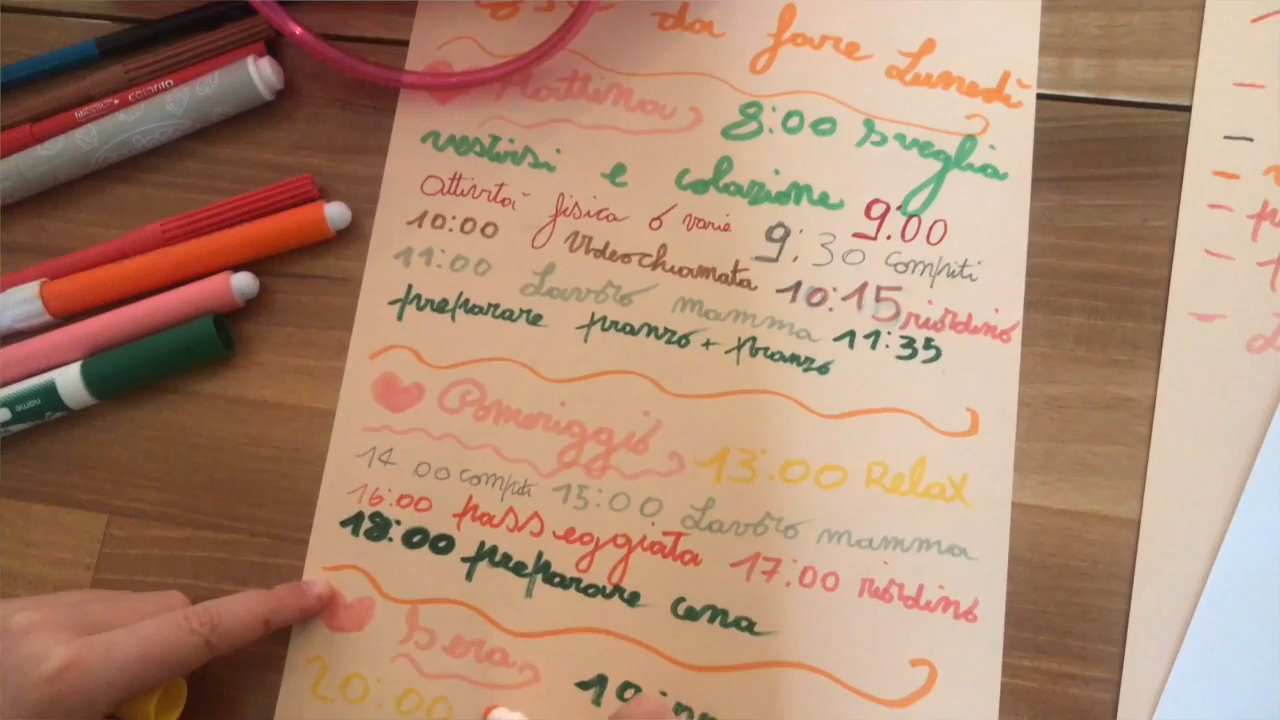 da fare Lunedì
Mattina 8:00 sveglia
vestirsi e colazione 9:00
attività fisica o varie 9:30 compiti
10:00 videochiamata 10:15 riordino
11:00 Lavoro mamma 11:35
preparare pranzo + pranzo
Pomeriggio 13:00 Relax
14 00 compiti 15:00 Lavoro mamma
16:00 passeggiata 17:00 riordino
18:00 preparare cena
Sera
20:00